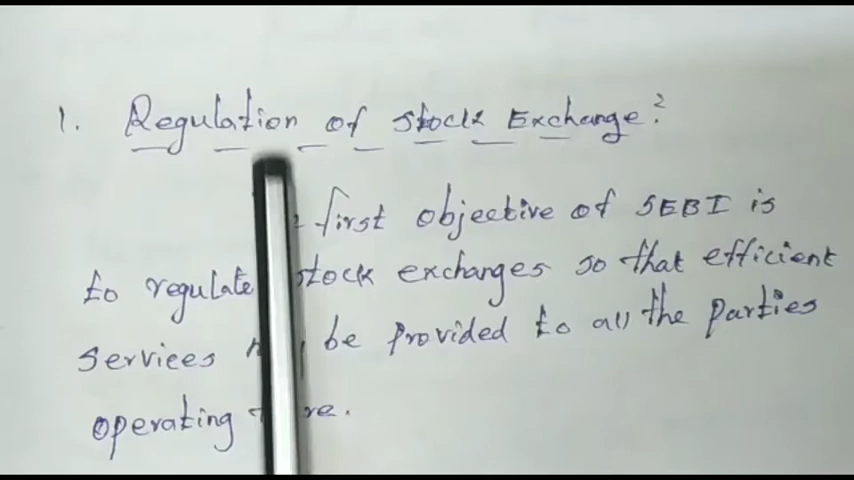 1. Regulation of Stock Exchange:
first objective of SEBI is
to regulate stock exchanges so that efficient
services be provided to all the parties
operating